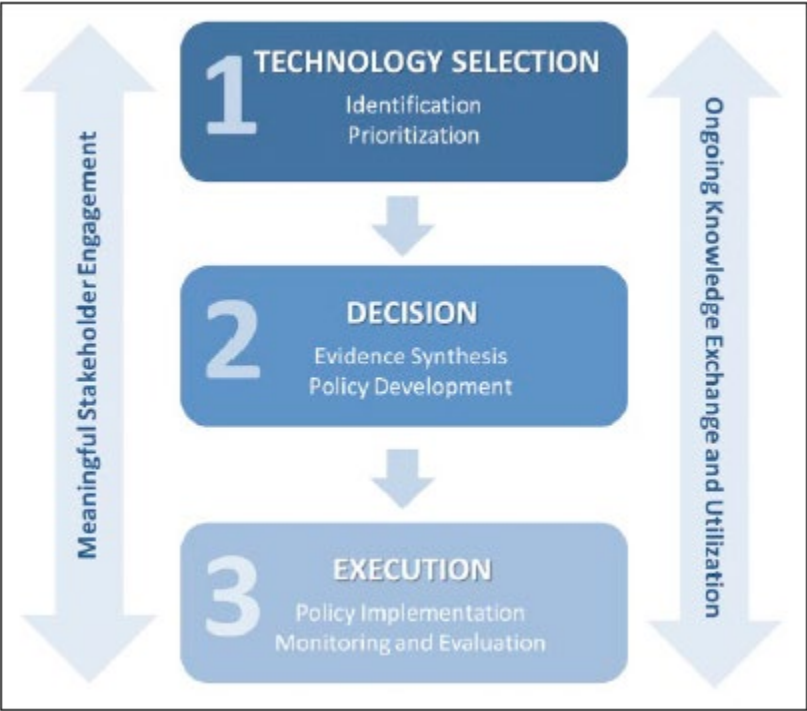 Meaningful Stakeholder Engagement
1
TECHNOLOGY SELECTION
Identification
Prioritization
2
DECISION
Evidence Synthesis
Policy Development
3
EXECUTION
Policy Implementation
Monitoring and Evaluation
Ongoing Knowledge Exchange and Utilization